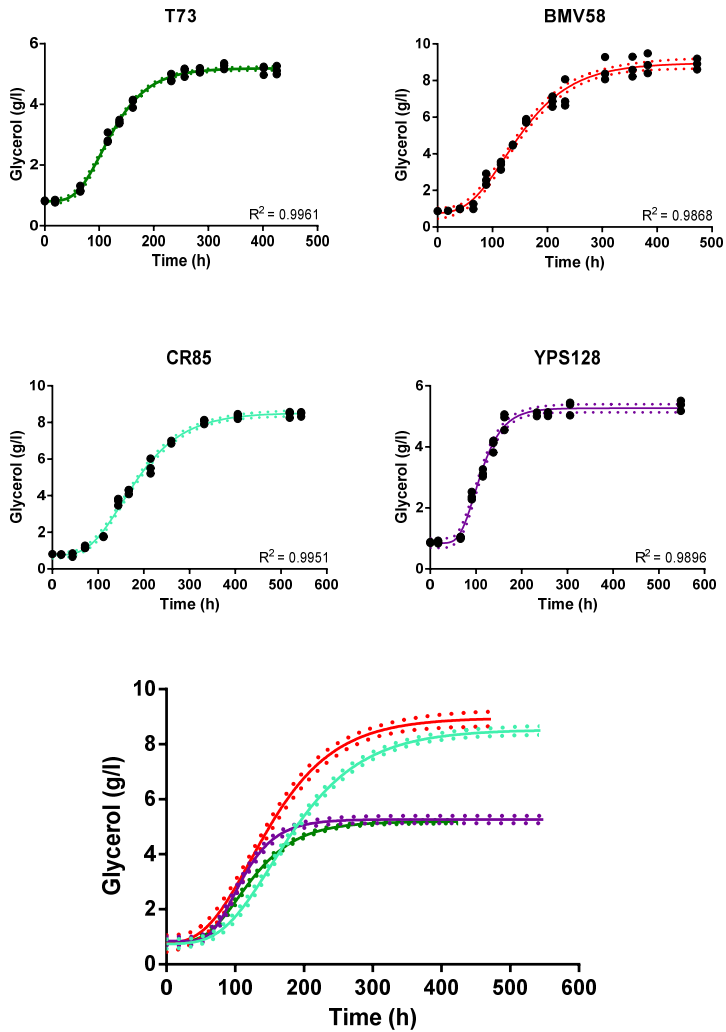 T73
6
4
2
0
Glycerol (g/l)
R² = 0.9961
0 100 200 300 400 500
Time (h)
BMV58
10
8
6
4
2
0
Glycerol (g/l)
R² = 0.9868
0 100 200 300 400 500
Time (h)
CR85
10
8
6
4
2
0
Glycerol (g/l)
R² = 0.9951
0 100 200 300 400 500 600
Time (h)
YPS128
6
4
2
0
Glycerol (g/l)
R² = 0.9896
0 100 200 300 400 500 600
Time (h)
10
8
6
4
2
0
Glycerol (g/l)
0 100 200 300 400 500 600
Time (h)